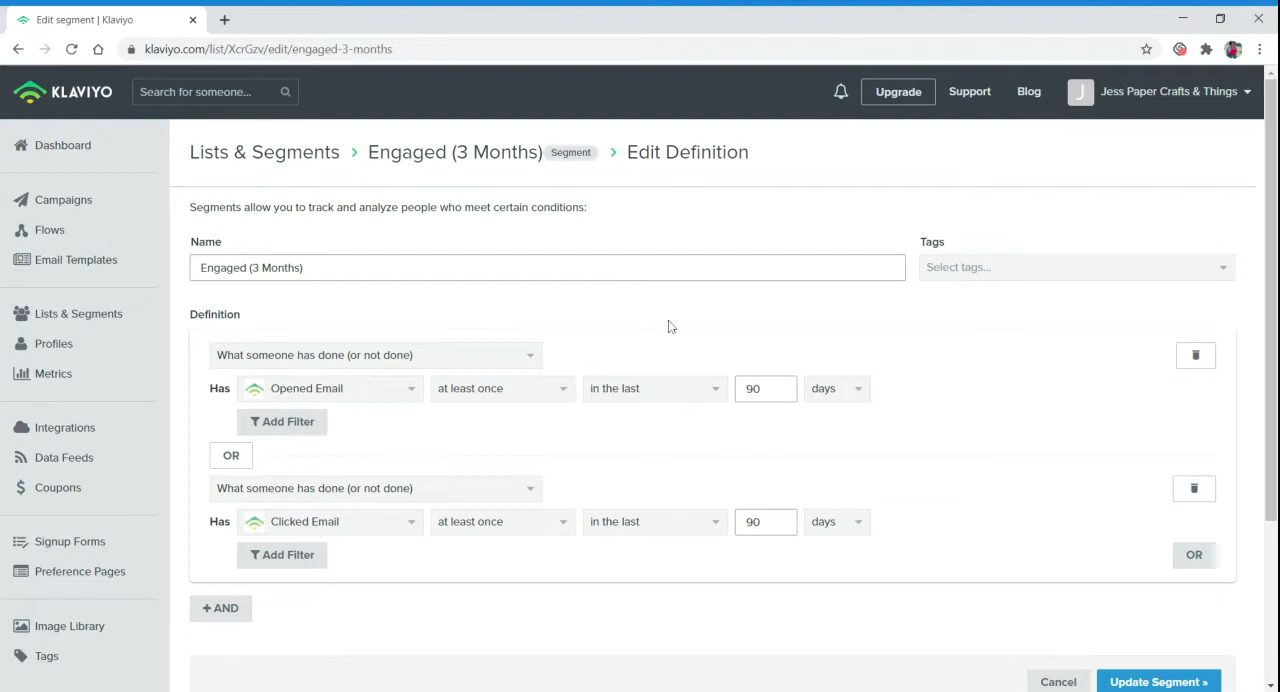 Edit segment | Klaviyo
klaviyo.com/list/XcrGzv/edit/engaged-3-months
KLAVIYO
Search for someone...
Upgrade
Support
Blog
J
Jess Paper Crafts & Things
Dashboard
Campaigns
Flows
Email Templates
Lists & Segments
Profiles
Metrics
Integrations
Data Feeds
Coupons
Signup Forms
Preference Pages
Image Library
Tags
Lists & Segments > Engaged (3 Months) Segment > Edit Definition
Segments allow you to track and analyze people who meet certain conditions:
Name
Tags
Engaged (3 Months)
Select tags...
Definition
What someone has done (or not done)
Has Opened Email at least once in the last 90 days
Add Filter
OR
What someone has done (or not done)
Has Clicked Email at least once in the last 90 days
Add Filter
OR
+ AND
Cancel
Update Segment »